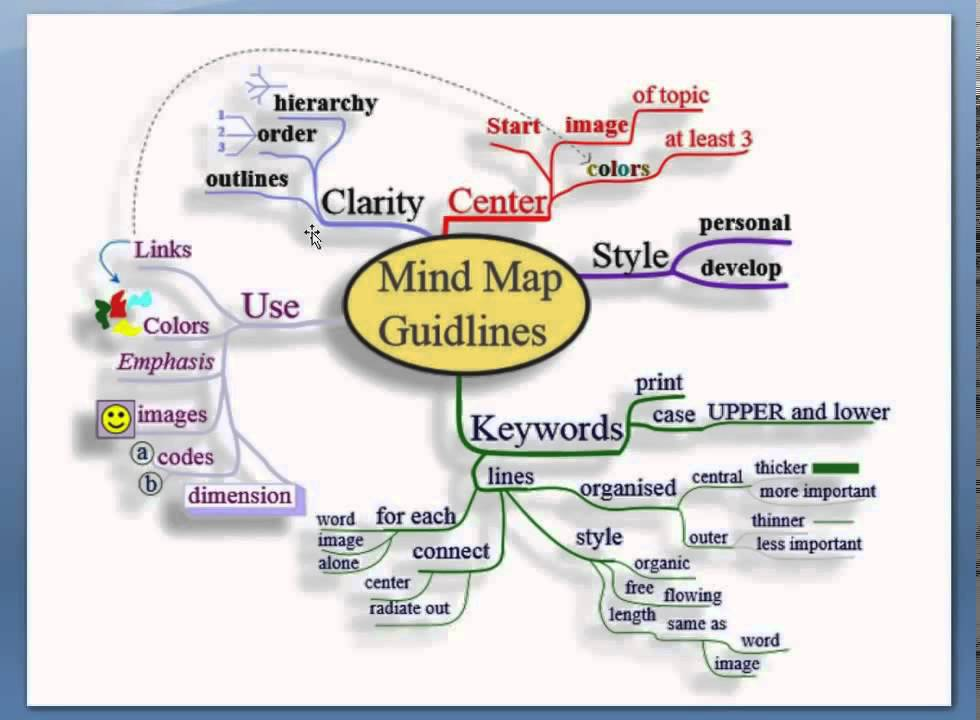 Mind Map
Guidlines
Clarity
hierarchy
order
1
2
3
outlines
Center
Start
image
of topic
colors
at least 3
Style
personal
develop
Keywords
print
case
UPPER and lower
lines
organised
central
thicker
more important
outer
thinner
less important
style
organic
free
flowing
length
same as
word
image
connect
center
radiate out
for each
word
image
alone
Use
Links
Colors
Emphasis
images
codes
a
b
dimension